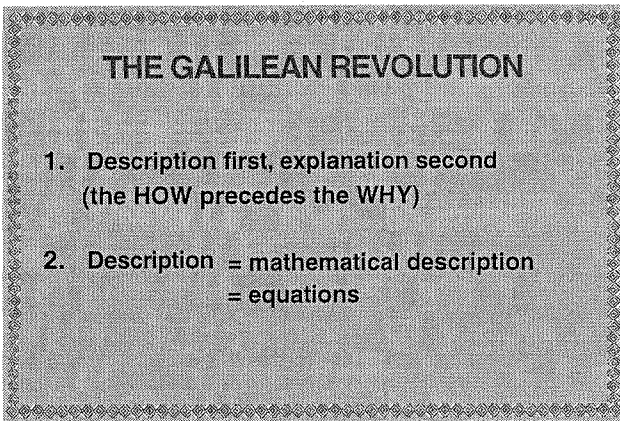 THE GALILEAN REVOLUTION
1. Description first, explanation second
(the HOW precedes the WHY)
2. Description = mathematical description
= equations